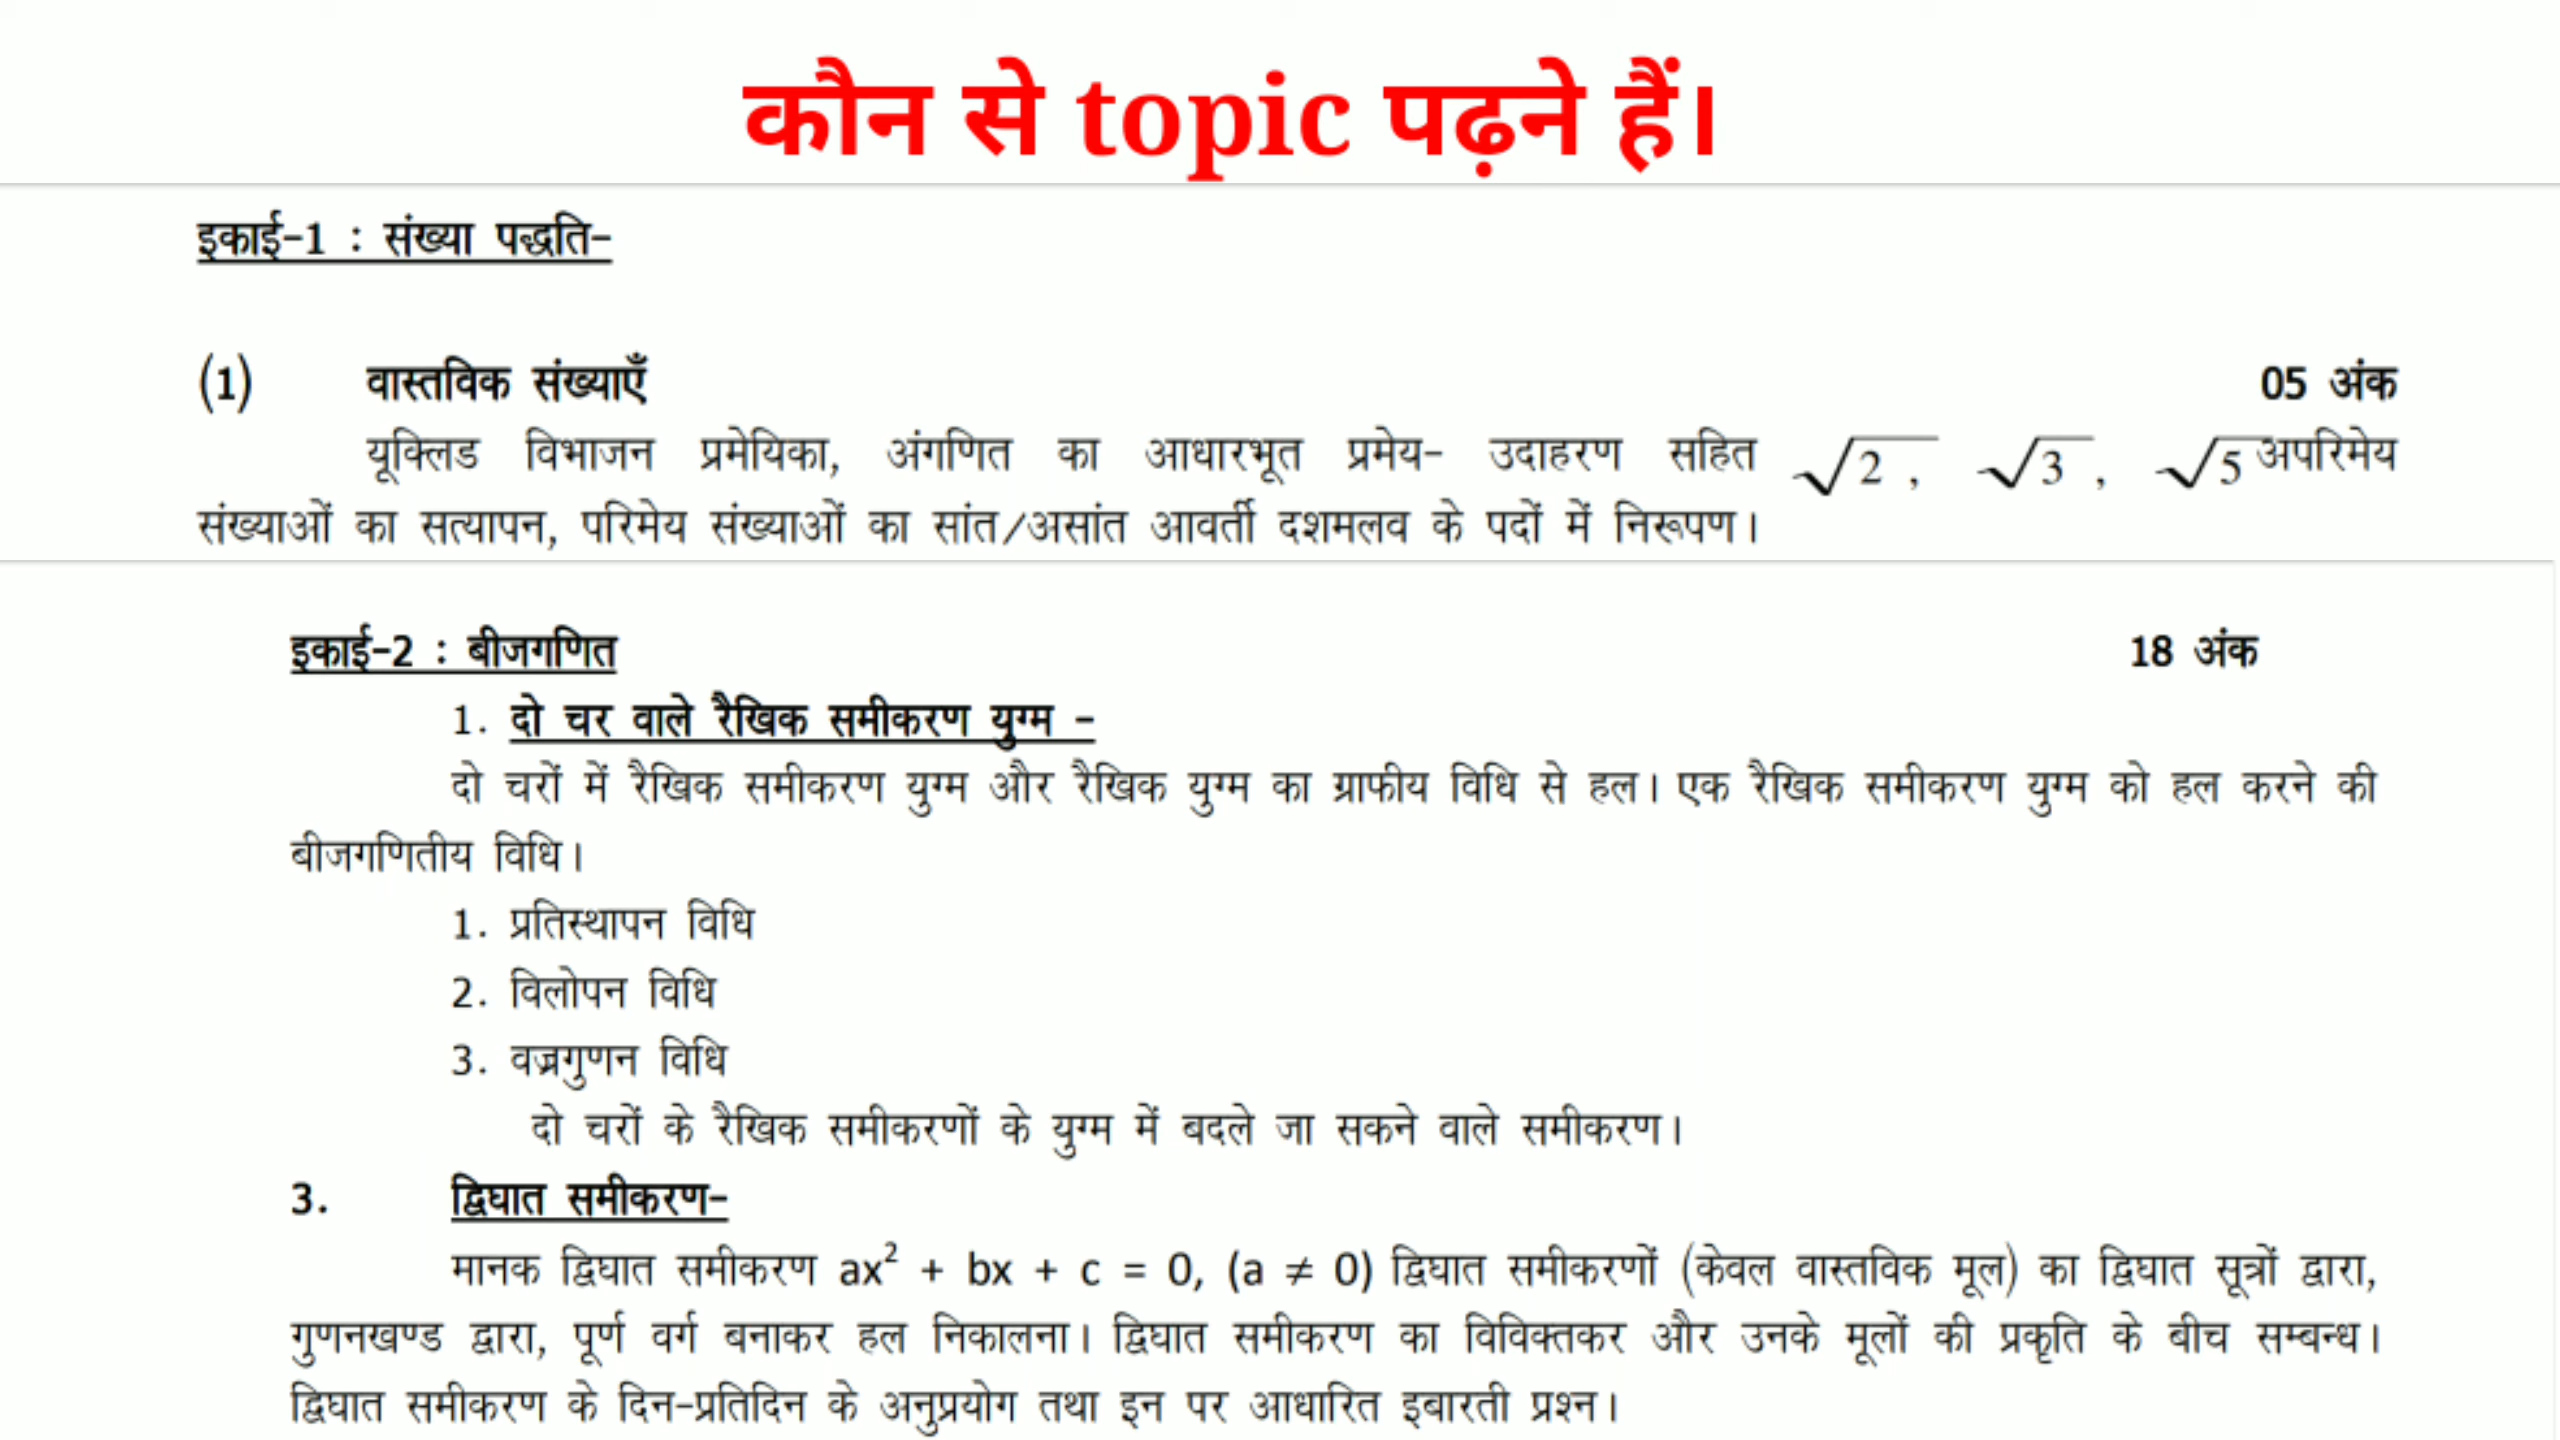 कौन से topic पढ़ने हैं।
इकाई-1 : संख्या पद्धति-
(1) वास्तविक संख्याएँ 05 अंक
यूक्लिड विभाजन प्रमेयिका, अंगणित का आधारभूत प्रमेय- उदाहरण सहित √2, √3, √5 अपरिमेय
संख्याओं का सत्यापन, परिमेय संख्याओं का सांत/असांत आवर्ती दशमलव के पदों में निरूपण।
इकाई-2 : बीजगणित 18 अंक
1. दो चर वाले रैखिक समीकरण युग्म -
दो चरों में रैखिक समीकरण युग्म और रैखिक युग्म का ग्राफीय विधि से हल। एक रैखिक समीकरण युग्म को हल करने की
बीजगणितीय विधि।
1. प्रतिस्थापन विधि
2. विलोपन विधि
3. वज्रगुणन विधि
दो चरों के रैखिक समीकरणों के युग्म में बदले जा सकने वाले समीकरण।
3. द्विघात समीकरण-
मानक द्विघात समीकरण ax² + bx + c = 0, (a ≠ 0) द्विघात समीकरणों (केवल वास्तविक मूल) का द्विघात सूत्रों द्वारा,
गुणनखण्ड द्वारा, पूर्ण वर्ग बनाकर हल निकालना। द्विघात समीकरण का विविक्तकर और उनके मूलों की प्रकृति के बीच सम्बन्ध।
द्विघात समीकरण के दिन-प्रतिदिन के अनुप्रयोग तथा इन पर आधारित इबारती प्रश्न।